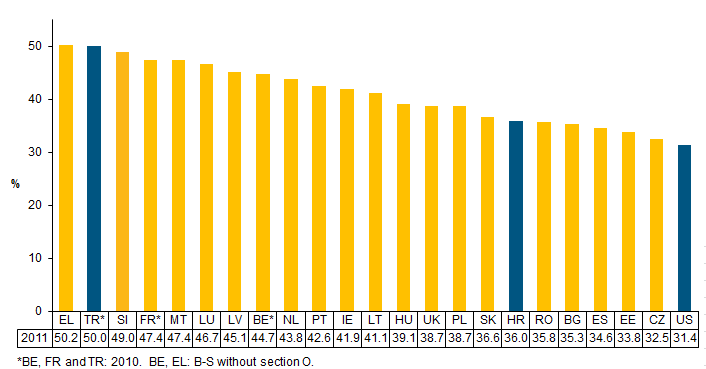 50
40
30
%
20
10
0
EL TR* SI FR* MT LU LV BE* NL PT IE LT HU UK PL SK HR RO BG ES EE CZ US
2011 50.2 50.0 49.0 47.4 47.4 46.7 45.1 44.7 43.8 42.6 41.9 41.1 39.1 38.7 38.7 36.6 36.0 35.8 35.3 34.6 33.8 32.5 31.4
*BE, FR and TR: 2010. BE, EL: B-S without section O.